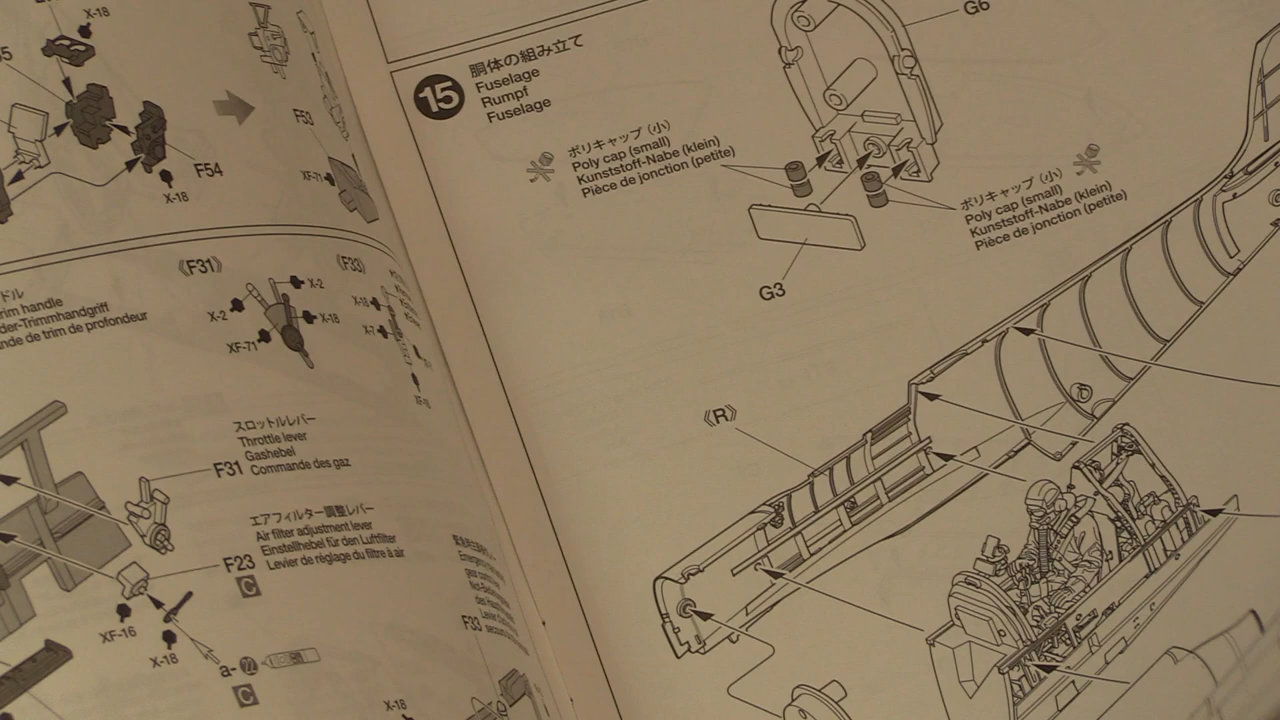 X-18
F53
F54
X-18
XF-71
《F31》
《F33》
ドル
rim handle
der-Trimmhandgriff
nde de trim de profondeur
X-2
X-2
X-18
XF-71
X-18
X-7
スロットルレバー
Throttle lever
Gashebel
Commande des gaz
F31
エアフィルター調整レバー
Air filter adjustment lever
Einstellhebel für den Luftfilter
Levier de réglage du filtre à air
F23
C
XF-16
X-18
a-
C
F33
X-18
15
胴体の組み立て
Fuselage
Rumpf
Fuselage
G6
ポリキャップ（小）
Poly cap (small)
Kunststoff-Nabe (klein)
Pièce de jonction (petite)
ポリキャップ（小）
Poly cap (small)
Kunststoff-Nabe (klein)
Pièce de jonction (petite)
G3
《R》